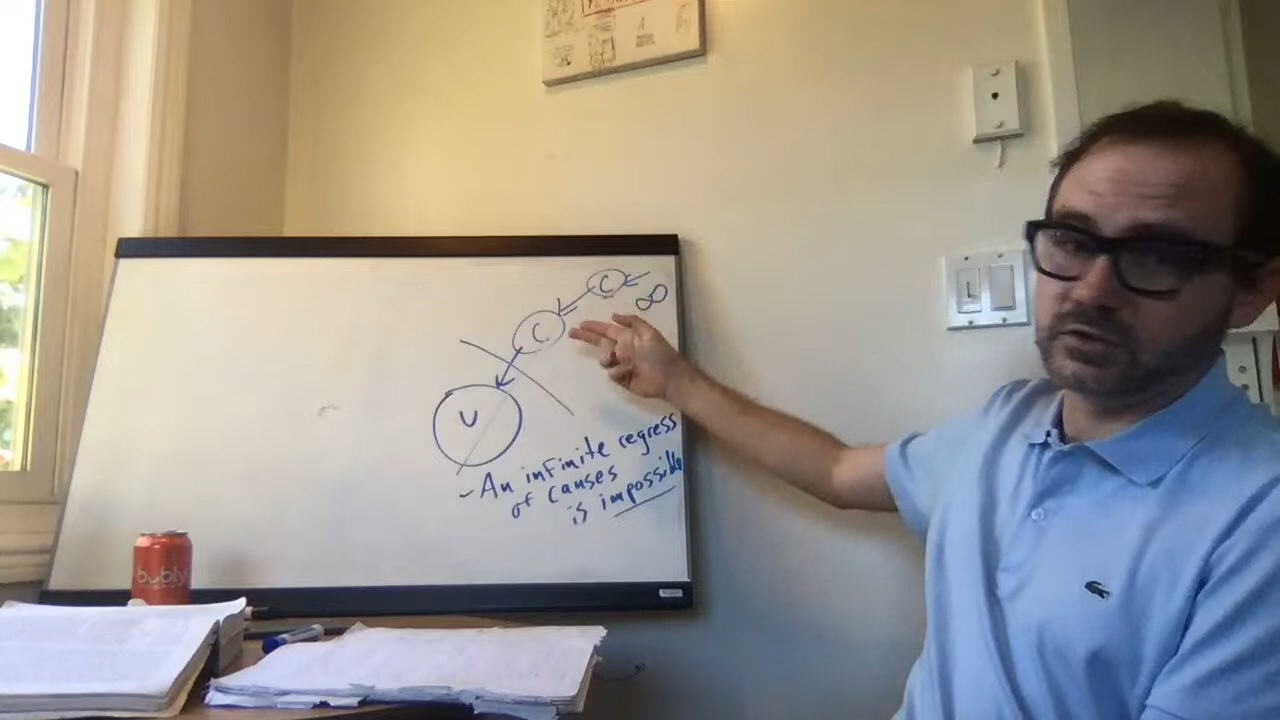 C
∞
C
U
- An infinite regress
of causes
is impossible
bubly